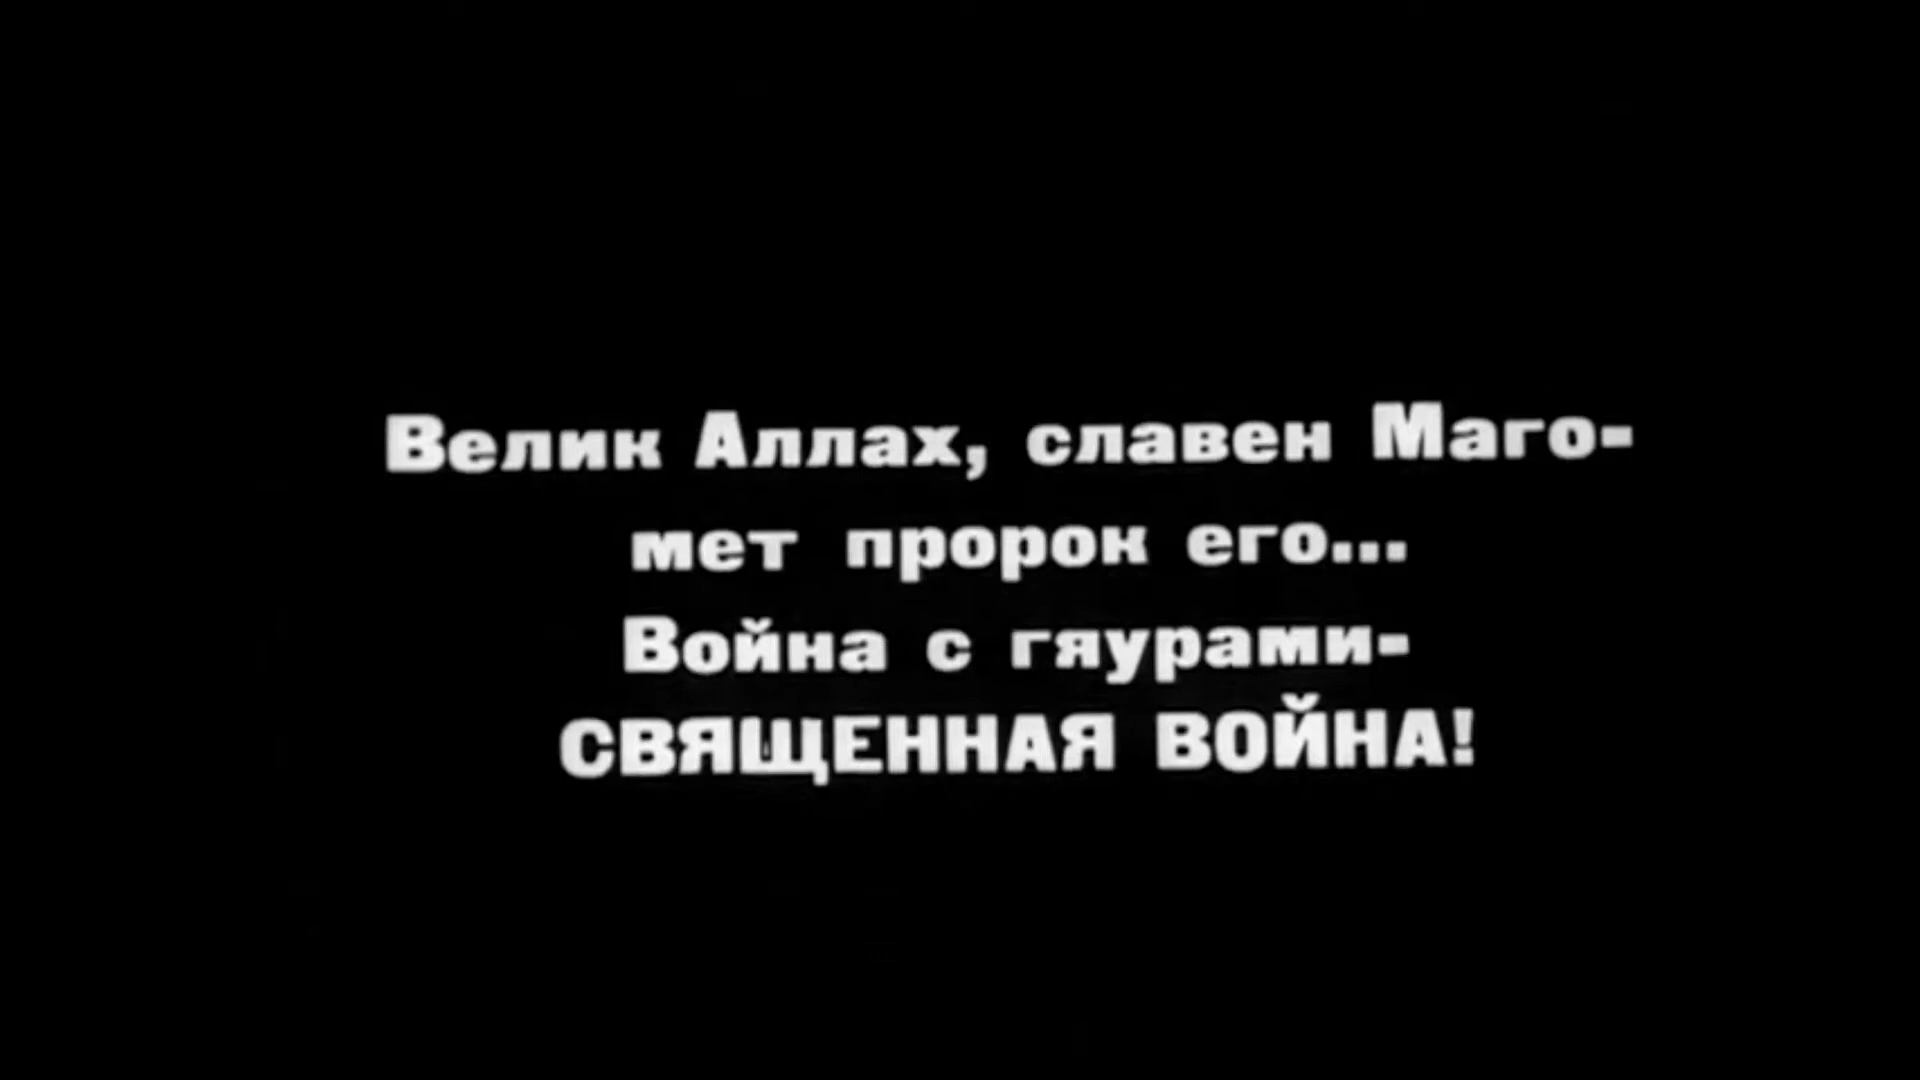 Велик Аллах, славен Маго-
мет пророк его...
Война с гяурами-
СВЯЩЕННАЯ ВОЙНА!